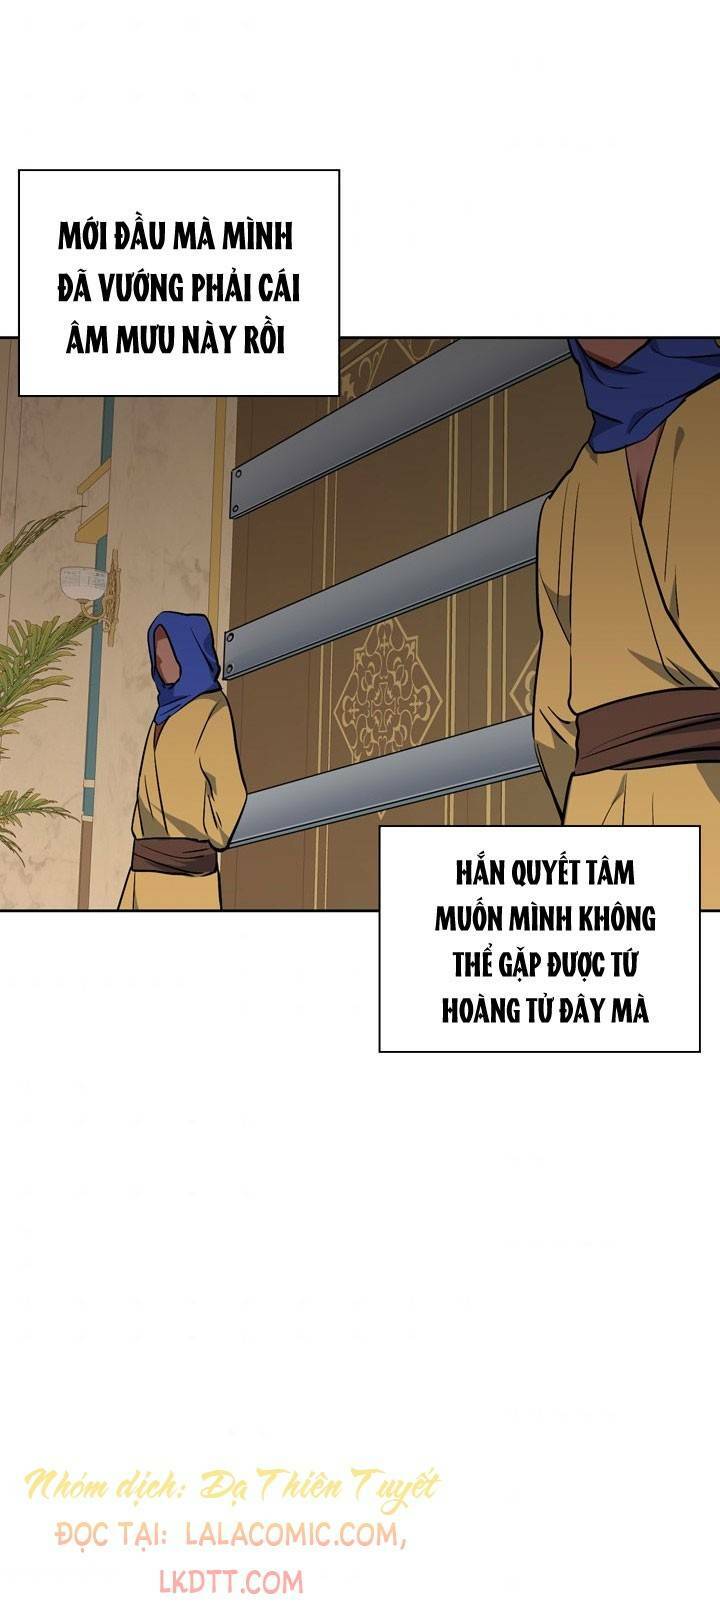 MỚI ĐẦU MÀ MÌNH
ĐÃ VƯỚNG PHẢI CÁI
ÂM MƯU NÀY RỒI
HẮN QUYẾT TÂM
MUỐN MÌNH KHÔNG
THỂ GẶP ĐƯỢC TỨ
HOÀNG TỬ ĐÂY MÀ
Nhóm dịch: Dạ Thiên Tuyết
ĐỌC TẠI: LALACOMIC.COM,
LKDTT.COM